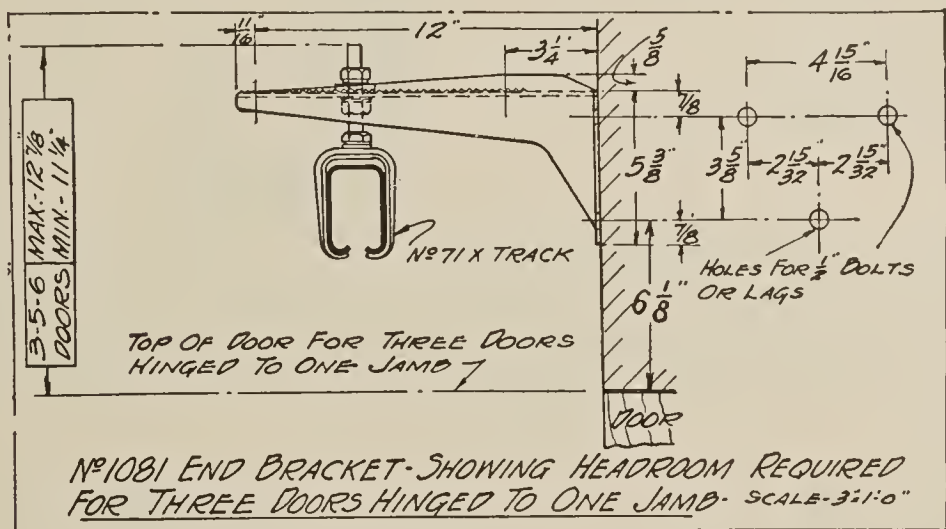 11/16"
12"
3 1/4"
5/8
4 15/16"
7/8
3-5-6 DOORS
MAX.- 12 7/8"
MIN.- 11 1/4"
5 3/8"
3 5/8"
2 15/32"
2 15/32"
Nº71 X TRACK
7/8"
HOLES FOR 1/2" BOLTS
OR LAGS
6 1/8"
TOP OF DOOR FOR THREE DOORS
HINGED TO ONE JAMB
DOOR
Nº1081 END BRACKET-SHOWING HEADROOM REQUIRED
FOR THREE DOORS HINGED TO ONE JAMB- SCALE-3"=1'-0"